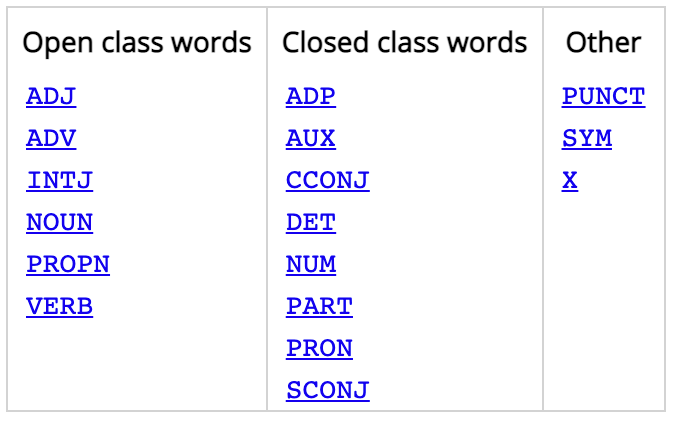 Open class words
ADJ
ADV
INTJ
NOUN
PROPN
VERB
Closed class words
ADP
AUX
CCONJ
DET
NUM
PART
PRON
SCONJ
Other
PUNCT
SYM
X